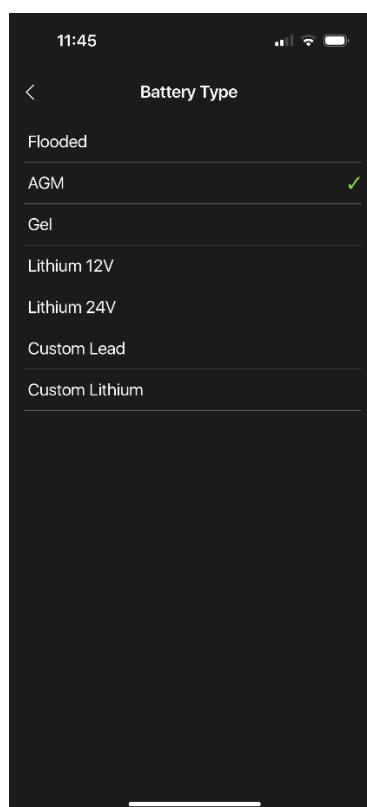 11:45
Battery Type
Flooded
AGM
Gel
Lithium 12V
Lithium 24V
Custom Lead
Custom Lithium